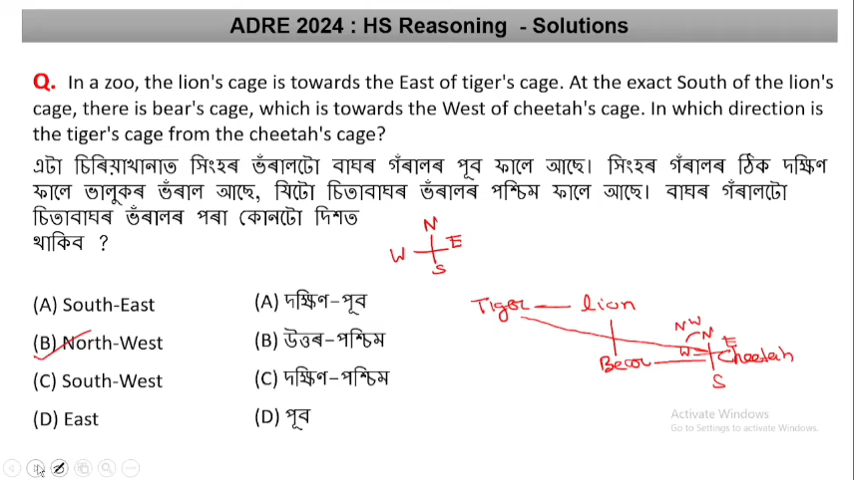 ADRE 2024 : HS Reasoning - Solutions
Q. In a zoo, the lion's cage is towards the East of tiger's cage. At the exact South of the lion's
cage, there is bear's cage, which is towards the West of cheetah's cage. In which direction is
the tiger's cage from the cheetah's cage?
এটা চিৰিয়াখানাত সিংহৰ ভঁৰালটো বাঘৰ গঁৰালৰ পূব ফালে আছে। সিংহৰ গঁৰালৰ ঠিক দক্ষিণ
ফালে ভালুকৰ ভঁৰাল আছে, যিটো চিতাবাঘৰ ভঁৰালৰ পশ্চিম ফালে আছে। বাঘৰ গঁৰালটো
চিতাবাঘৰ ভঁৰালৰ পৰা কোনটো দিশত
থাকিব ?
N
W E
S
(A) South-East (A) দক্ষিণ-পূব
(B) North-West (B) উত্তৰ-পশ্চিম
(C) South-West (C) দক্ষিণ-পশ্চিম
(D) East (D) পূব
Tiger lion
NW N
W E
Bear Cheetah
S
Activate Windows
Go to Settings to activate Windows.